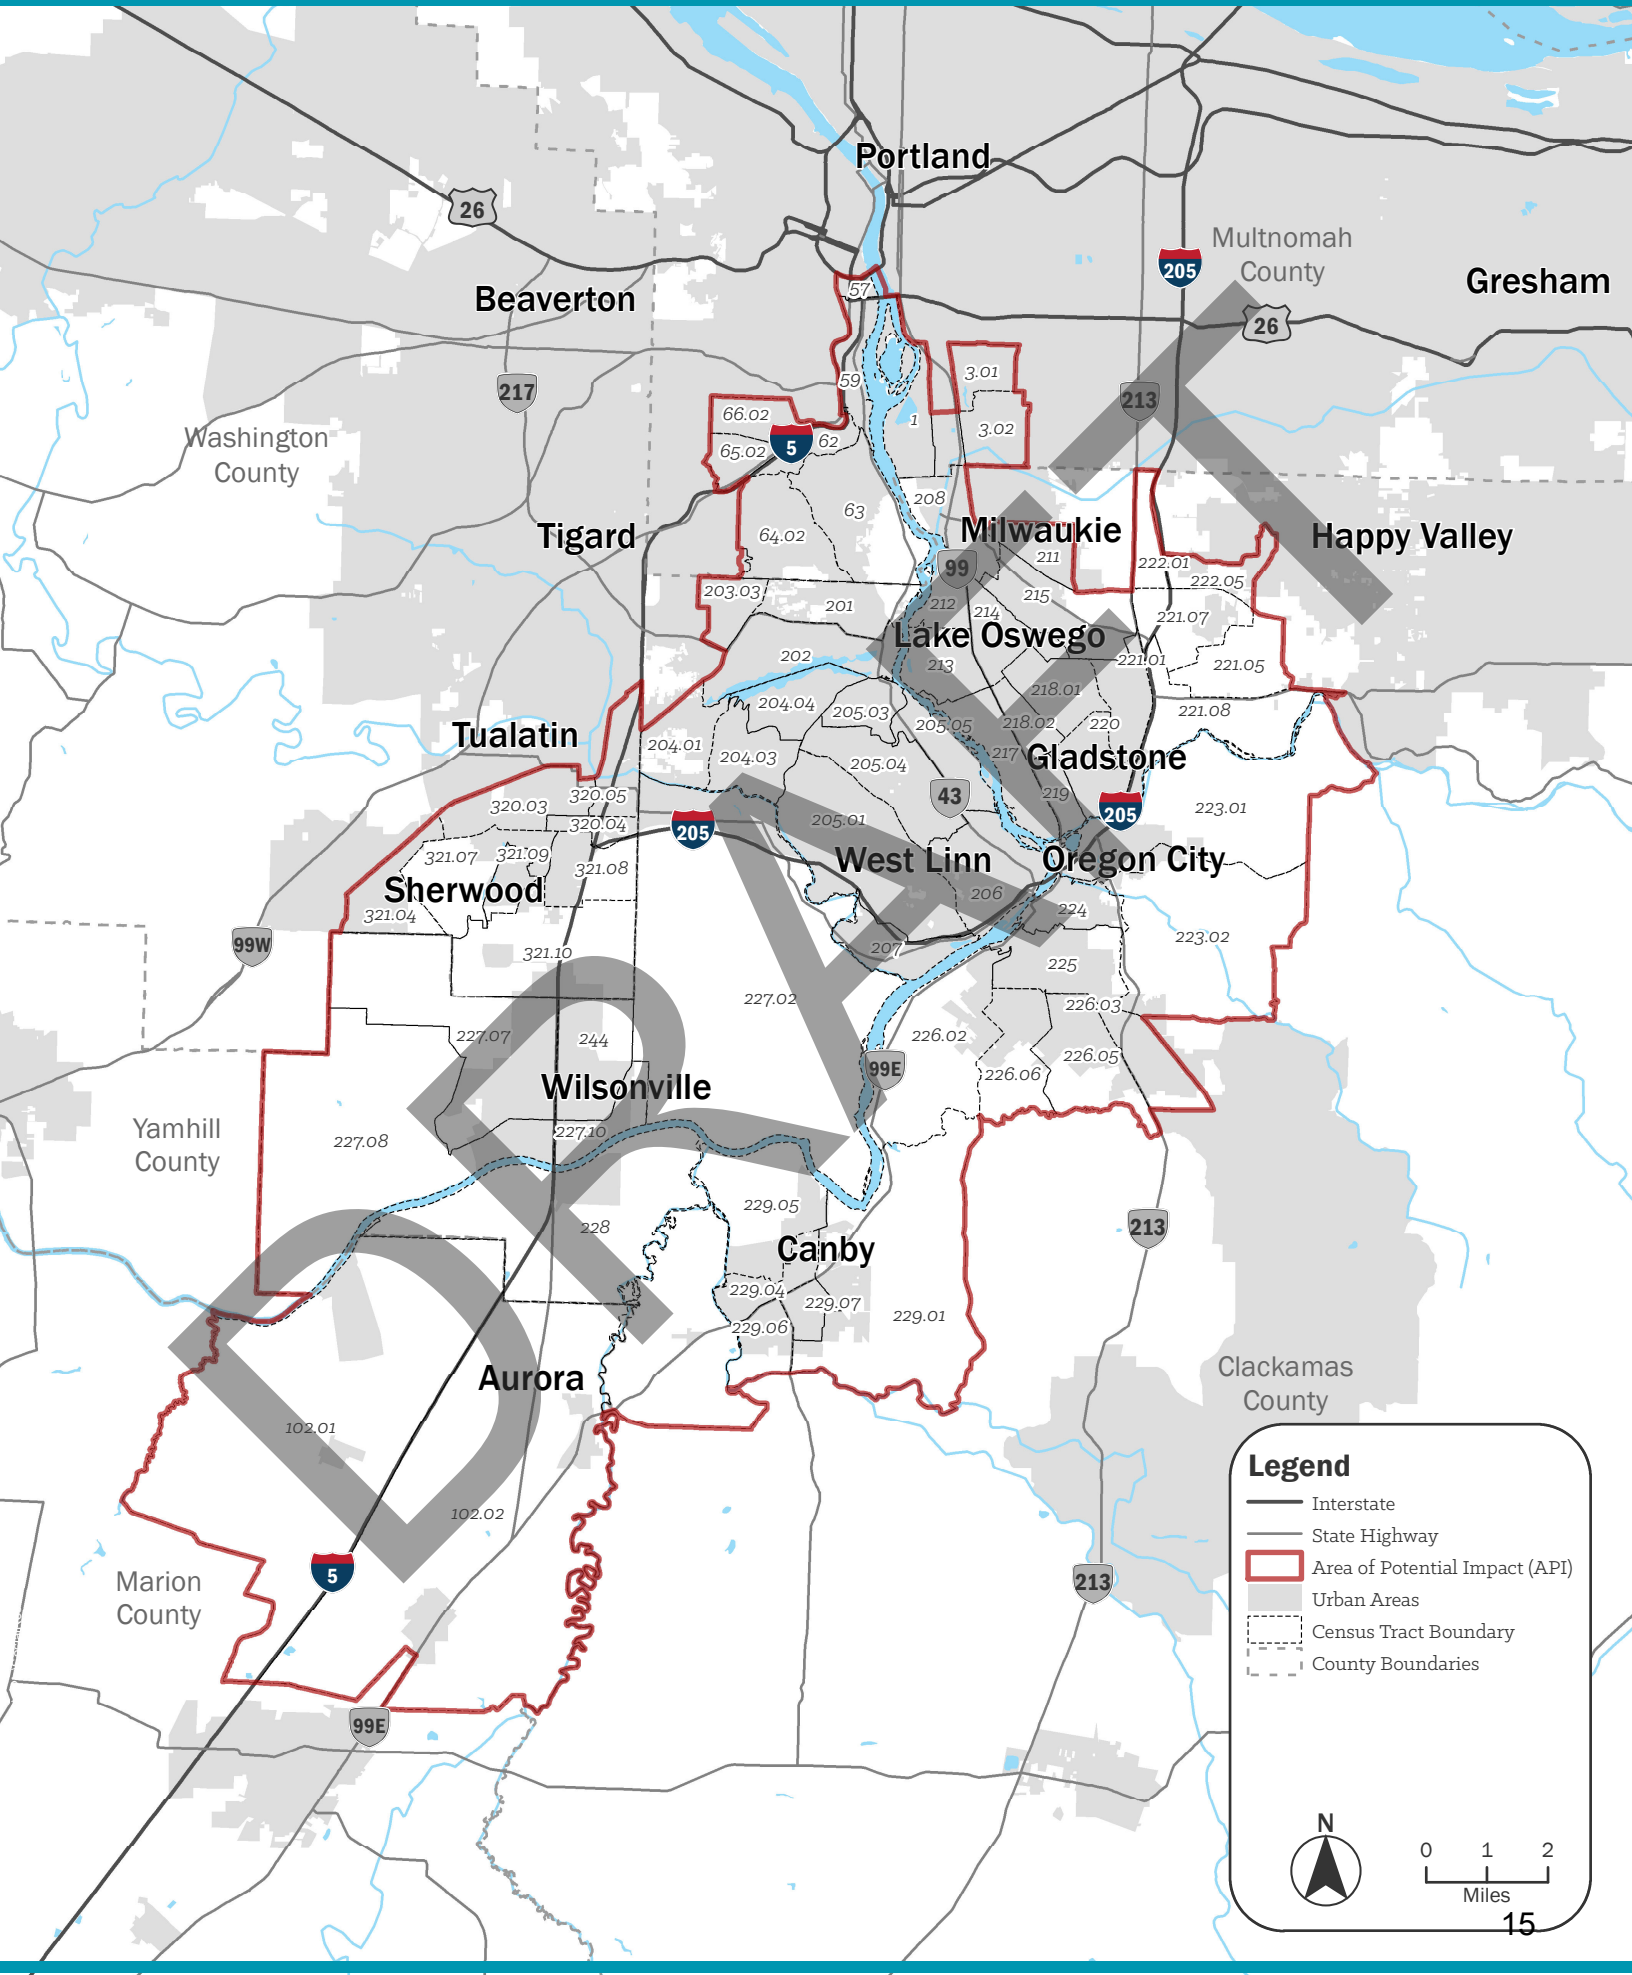 Portland
26
Multnomah
County
205
Gresham
57
Beaverton
26
3.01
59
217
213
66.02
1
3.02
Washington
County
5
62
65.02
208
63
Milwaukie
Tigard
64.02
Happy Valley
211
99
222.01
222.05
203.03
215
201
212
214
221.07
Lake Oswego
202
213
221.01
221.05
218.01
204.04
205.03
221.08
205.05
218.02
220
Tualatin
204.01
217
Gladstone
204.03
205.04
320.05
43
219
320.03
205
223.01
205.01
320.04
205
321.07
321.09
West Linn
Oregon City
321.08
Sherwood
206
224
321.04
223.02
99W
207
321.10
225
227.02
226.03
227.07
244
226.02
226.05
99E
226.06
Wilsonville
Yamhill
County
227.10
227.08
229.05
228
213
Canby
229.04
229.07
229.01
229.06
Aurora
Clackamas
County
102.01
102.02
5
Marion
County
213
99E
DRAFT
Legend
Interstate
State Highway
Area of Potential Impact (API)
Urban Areas
Census Tract Boundary
County Boundaries
N
0 1 2
Miles
15